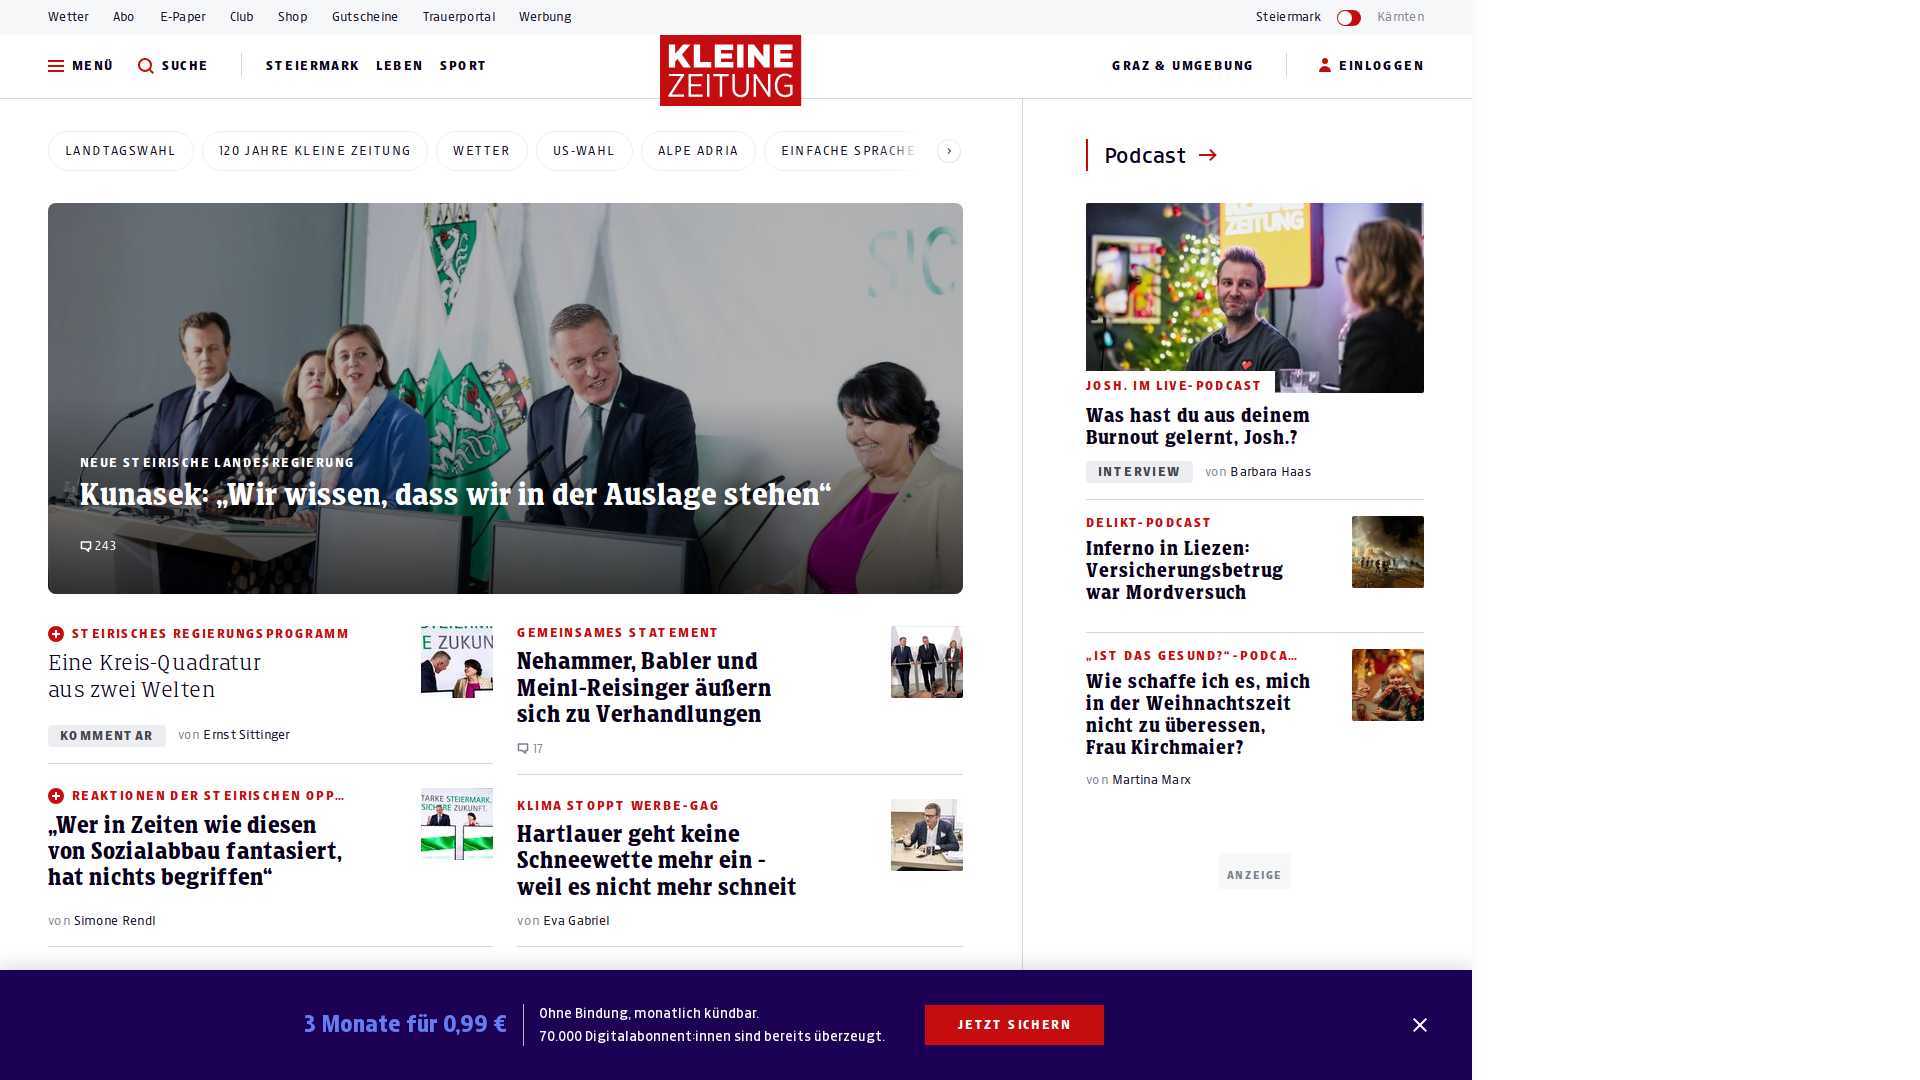 Wetter Abo E-Paper Club Shop Gutscheine Trauerportal Werbung
Steiermark Kärnten
MENÜ SUCHE STEIERMARK LEBEN SPORT
KLEINE
ZEITUNG
GRAZ & UMGEBUNG EINLOGGEN
LANDTAGSWAHL 120 JAHRE KLEINE ZEITUNG WETTER US-WAHL ALPE ADRIA EINFACHE SPRACHE
NEUE STEIRISCHE LANDESREGIERUNG
Kunasek: „Wir wissen, dass wir in der Auslage stehen“
243
STEIRISCHES REGIERUNGSPROGRAMM
Eine Kreis-Quadratur
aus zwei Welten
KOMMENTAR von Ernst Sittinger
REAKTIONEN DER STEIRISCHEN OPP…
„Wer in Zeiten wie diesen
von Sozialabbau fantasiert,
hat nichts begriffen“
von Simone Rendl
GEMEINSAMES STATEMENT
Nehammer, Babler und
Meinl-Reisinger äußern
sich zu Verhandlungen
17
KLIMA STOPPT WERBE-GAG
Hartlauer geht keine
Schneewette mehr ein -
weil es nicht mehr schneit
von Eva Gabriel
Podcast
ZEITUNG
JOSH. IM LIVE-PODCAST
Was hast du aus deinem
Burnout gelernt, Josh.?
INTERVIEW von Barbara Haas
DELIKT-PODCAST
Inferno in Liezen:
Versicherungsbetrug
war Mordversuch
„IST DAS GESUND?“-PODCA…
Wie schaffe ich es, mich
in der Weihnachtszeit
nicht zu überessen,
Frau Kirchmaier?
von Martina Marx
ANZEIGE
3 Monate für 0,99 €
Ohne Bindung, monatlich kündbar.
70.000 Digitalabonnent:innen sind bereits überzeugt.
JETZT SICHERN